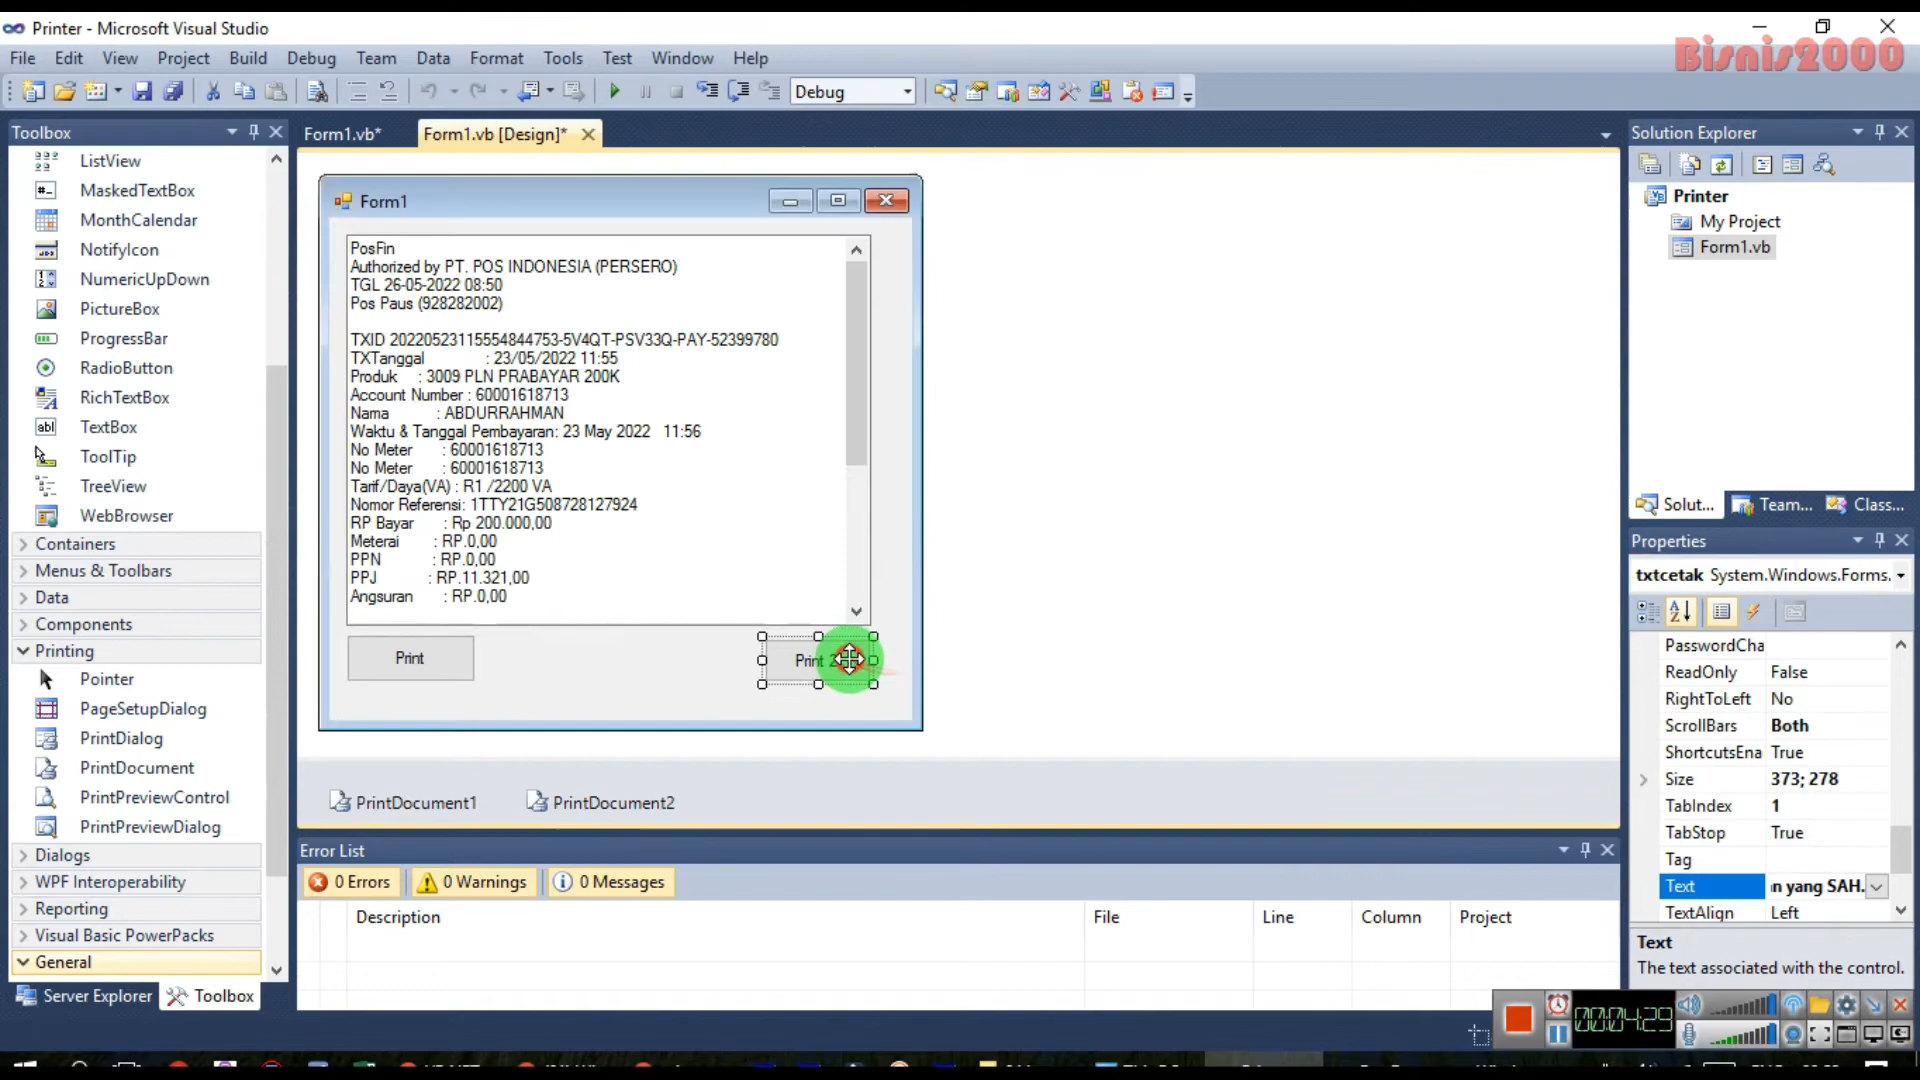 Printer - Microsoft Visual Studio
Bisnis2000
File Edit View Project Build Debug Team Data Format Tools Test Window Help
Debug
Toolbox
Form1.vb*
Form1.vb [Design]*
Solution Explorer
ListView
MaskedTextBox
MonthCalendar
NotifyIcon
NumericUpDown
PictureBox
ProgressBar
RadioButton
RichTextBox
TextBox
ToolTip
TreeView
WebBrowser
Containers
Menus & Toolbars
Data
Components
Printing
Pointer
PageSetupDialog
PrintDialog
PrintDocument
PrintPreviewControl
PrintPreviewDialog
Dialogs
WPF Interoperability
Reporting
Visual Basic PowerPacks
General
Server Explorer
Toolbox
Form1
PosFin
Authorized by PT. POS INDONESIA (PERSERO)
TGL 26-05-2022 08:50
Pos Paus (928282002)
TXID 20220523115554844753-5V4QT-PSV33Q-PAY-52399780
TXTanggal : 23/05/2022 11:55
Produk : 3009 PLN PRABAYAR 200K
Account Number : 60001618713
Nama : ABDURRAHMAN
Waktu & Tanggal Pembayaran: 23 May 2022 11:56
No Meter : 60001618713
No Meter : 60001618713
Tarif/Daya(VA) : R1 /2200 VA
Nomor Referensi: 1TTY21G508728127924
RP Bayar : Rp 200.000,00
Meterai : RP.0,00
PPN : RP.0,00
PPJ : RP.11.321,00
Angsuran : RP.0,00
Print
Print 2
PrintDocument1
PrintDocument2
Error List
0 Errors
0 Warnings
0 Messages
Description File Line Column Project
Printer
My Project
Form1.vb
Solut...
Team...
Class...
Properties
txtcetak System.Windows.Forms.
PasswordCha
ReadOnly False
RightToLeft No
ScrollBars Both
ShortcutsEna True
Size 373; 278
TabIndex 1
TabStop True
Tag
Text n yang SAH.
TextAlign Left
Text
The text associated with the control.
00:04:29